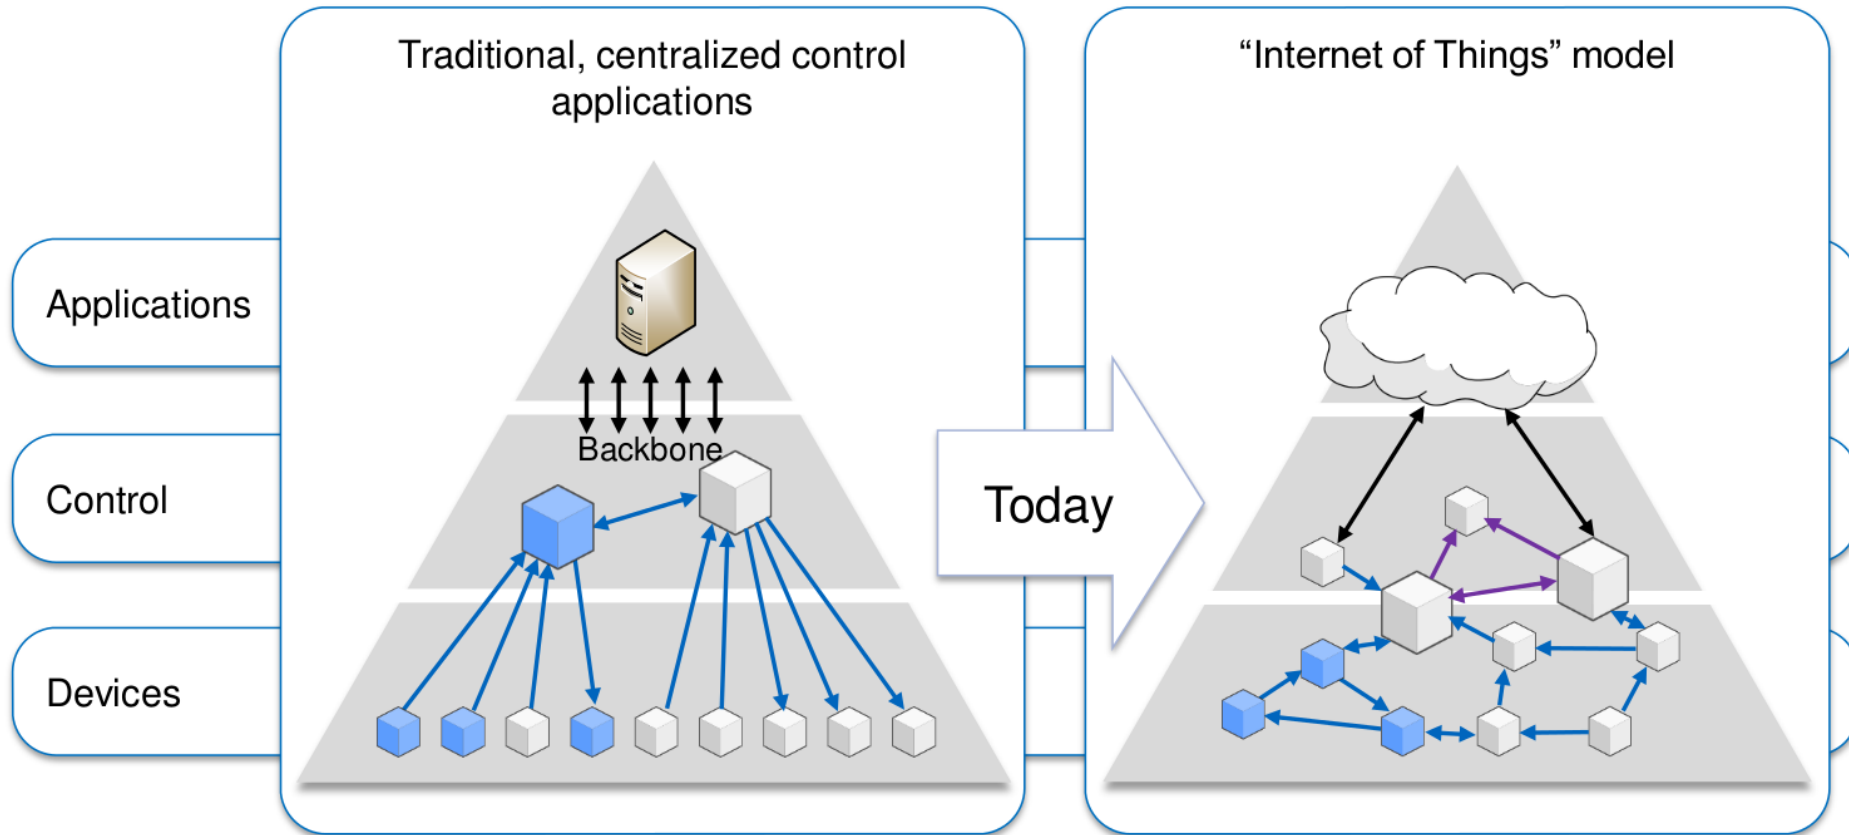 Traditional, centralized control
applications
“Internet of Things” model
Applications
Backbone
Control
Today
Devices